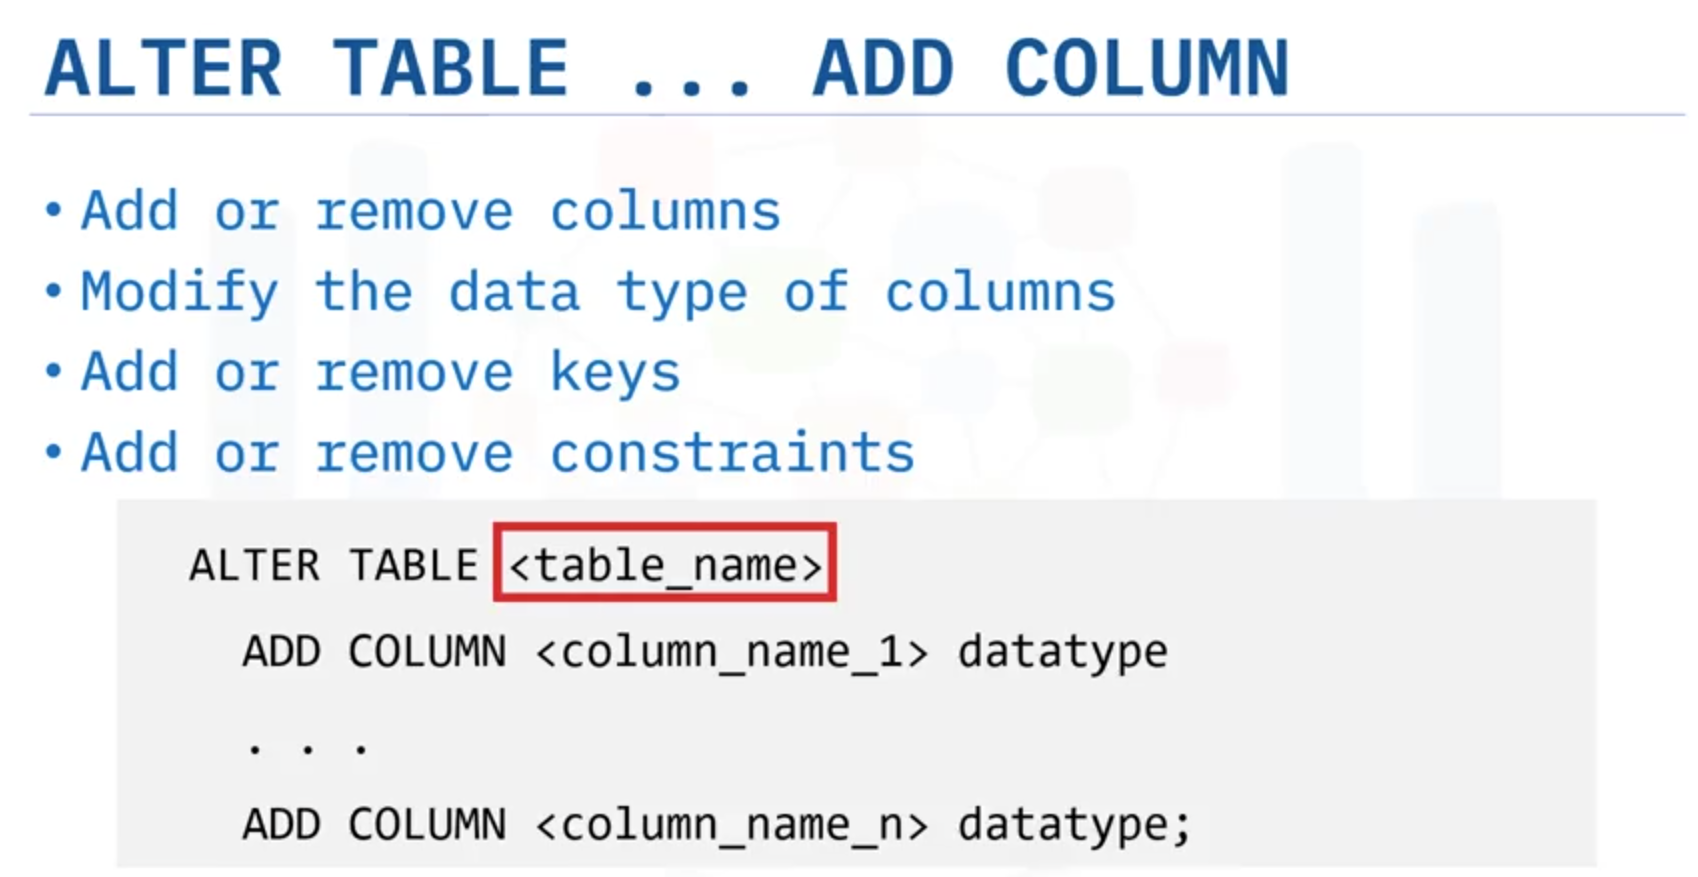 ALTER TABLE ... ADD COLUMN
• Add or remove columns
• Modify the data type of columns
• Add or remove keys
• Add or remove constraints
ALTER TABLE <table_name>
ADD COLUMN <column_name_1> datatype
. . .
ADD COLUMN <column_name_n> datatype;